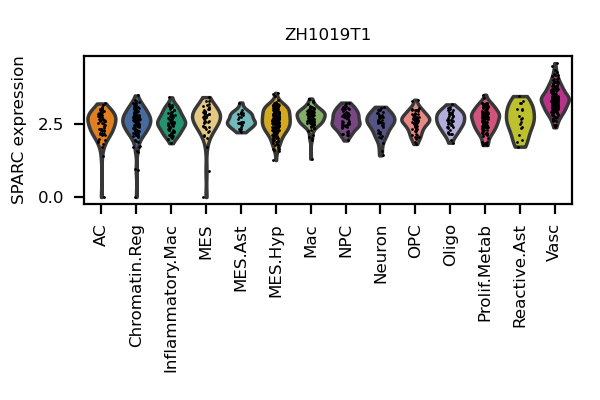 ZH1019T1
SPARC expression
2.5
0.0
AC
Chromatin.Reg
Inflammatory.Mac
MES
MES.Ast
MES.Hyp
Mac
NPC
Neuron
OPC
Oligo
Prolif.Metab
Reactive.Ast
Vasc